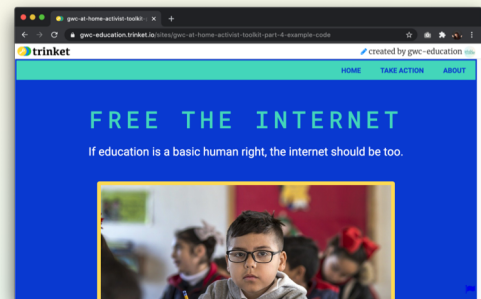 gwc-at-home-activist-toolkit-
gwc-education.trinket.io/sites/gwc-at-home-activist-toolkit-part-4-example-code
trinket
created by gwc-education
HOME TAKE ACTION ABOUT
FREE THE INTERNET
If education is a basic human right, the internet should be too.